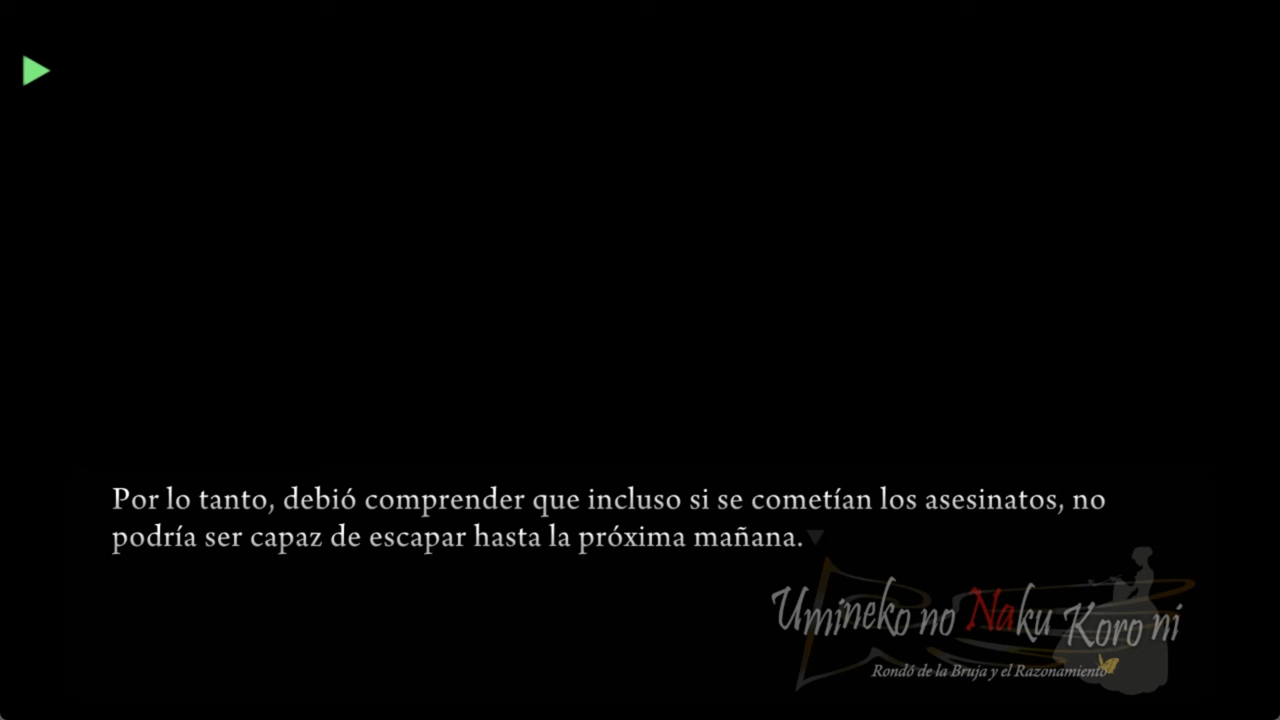 Por lo tanto, debió comprender que incluso si se cometían los asesinatos, no
podría ser capaz de escapar hasta la próxima mañana.
Umineko no Naku Koro ni
Rondó de la Bruja y el Razonamiento